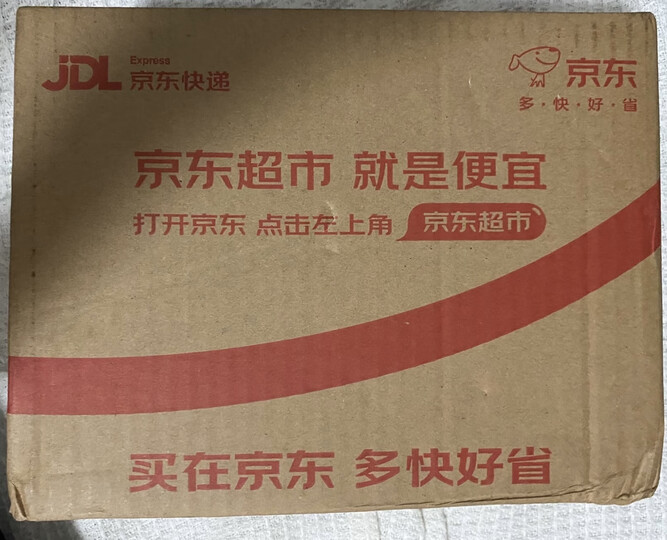 JDL Express 京东快递
京东
多·快·好·省
京东超市 就是便宜
打开京东 点击左上角 京东超市
买在京东 多快好省